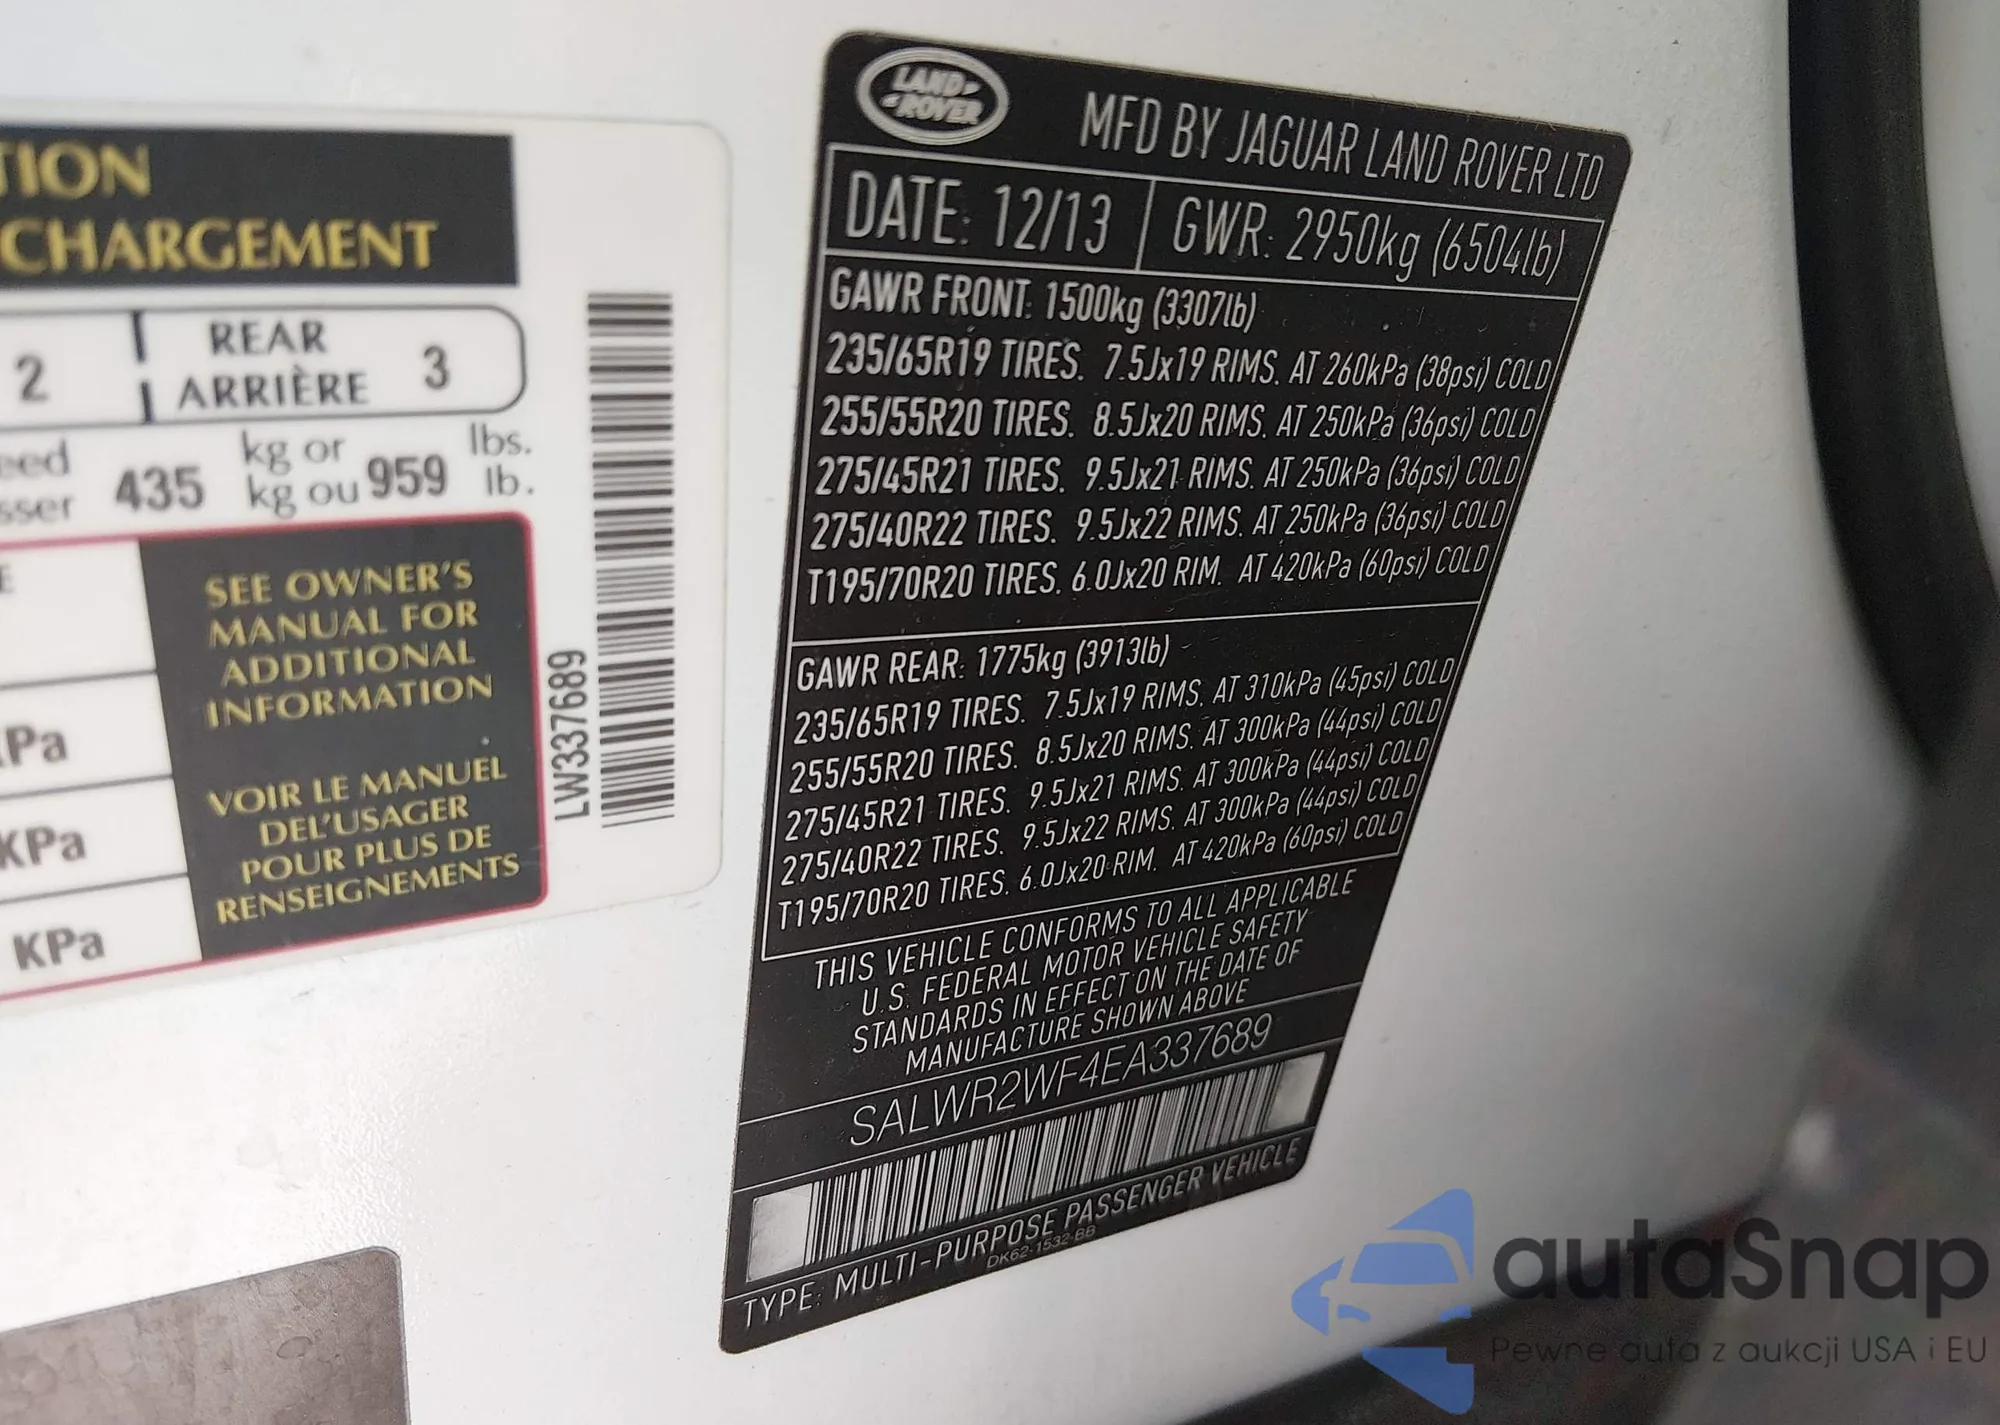 TION
CHARGEMENT
2 REAR ARRIÈRE 3
435 kg or kg ou 959 lbs. lb.
SEE OWNER'S
MANUAL FOR
ADDITIONAL
INFORMATION
VOIR LE MANUEL
DEL'USAGER
POUR PLUS DE
RENSEIGNEMENTS
KPa
KPa
LW337689
LAND
ROVER
MFD BY JAGUAR LAND ROVER LTD
DATE: 12/13 GWR: 2950kg (6504lb)
GAWR FRONT: 1500kg (3307lb)
235/65R19 TIRES. 7.5Jx19 RIMS. AT 260kPa (38psi) COLD
255/55R20 TIRES. 8.5Jx20 RIMS. AT 250kPa (36psi) COLD
275/45R21 TIRES. 9.5Jx21 RIMS. AT 250kPa (36psi) COLD
275/40R22 TIRES. 9.5Jx22 RIMS. AT 250kPa (36psi) COLD
T195/70R20 TIRES. 6.0Jx20 RIM. AT 420kPa (60psi) COLD
GAWR REAR: 1775kg (3913lb)
235/65R19 TIRES. 7.5Jx19 RIMS. AT 310kPa (45psi) COLD
255/55R20 TIRES. 8.5Jx20 RIMS. AT 300kPa (44psi) COLD
275/45R21 TIRES. 9.5Jx21 RIMS. AT 300kPa (44psi) COLD
275/40R22 TIRES. 9.5Jx22 RIMS. AT 300kPa (44psi) COLD
T195/70R20 TIRES. 6.0Jx20 RIM. AT 420kPa (60psi) COLD
THIS VEHICLE CONFORMS TO ALL APPLICABLE
U.S. FEDERAL MOTOR VEHICLE SAFETY
STANDARDS IN EFFECT ON THE DATE OF
MANUFACTURE SHOWN ABOVE
SALWR2WF4EA337689
TYPE: MULTI-PURPOSE PASSENGER VEHICLE
DK62-1532-BB
autaSnap
Pewne auta z aukcji USA i EU